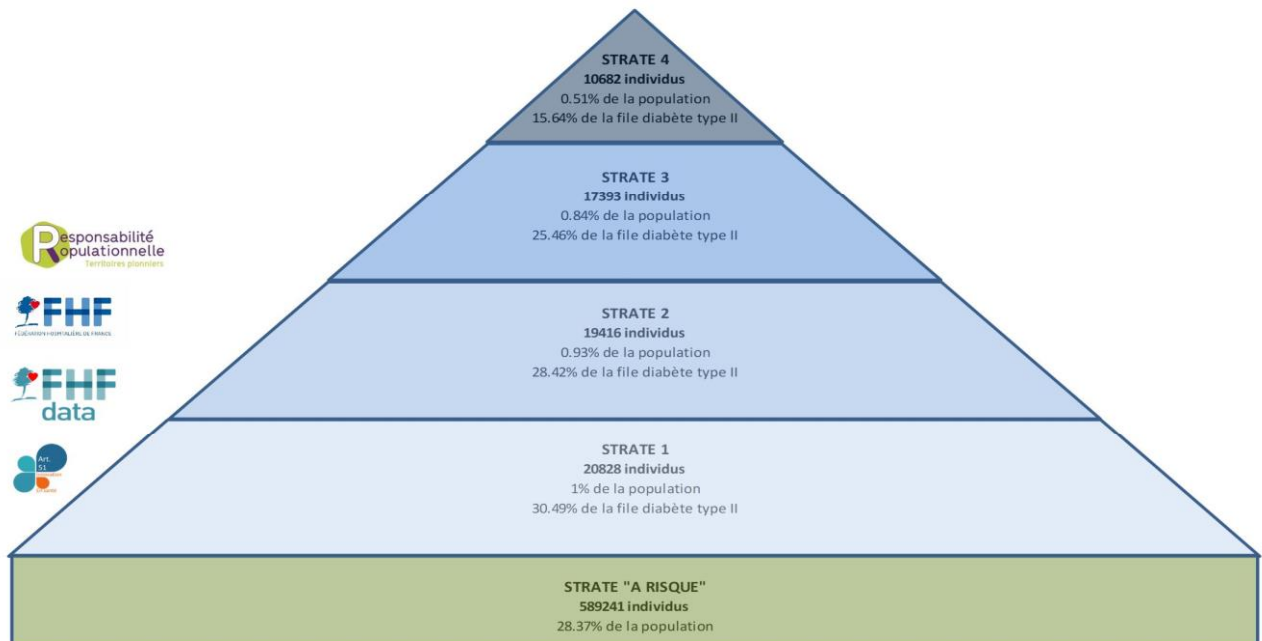 STRATE 4
10682 individus
0.51% de la population
15.64% de la file diabète type II
STRATE 3
17393 individus
0.84% de la population
25.46% de la file diabète type II
Responsabilité
Populationnelle
Territoires pionniers
FHF
FÉDÉRATION HOSPITALIÈRE DE FRANCE
STRATE 2
19416 individus
0.93% de la population
28.42% de la file diabète type II
FHF
data
STRATE 1
20828 individus
1% de la population
30.49% de la file diabète type II
Art.
51
STRATE "A RISQUE"
589241 individus
28.37% de la population